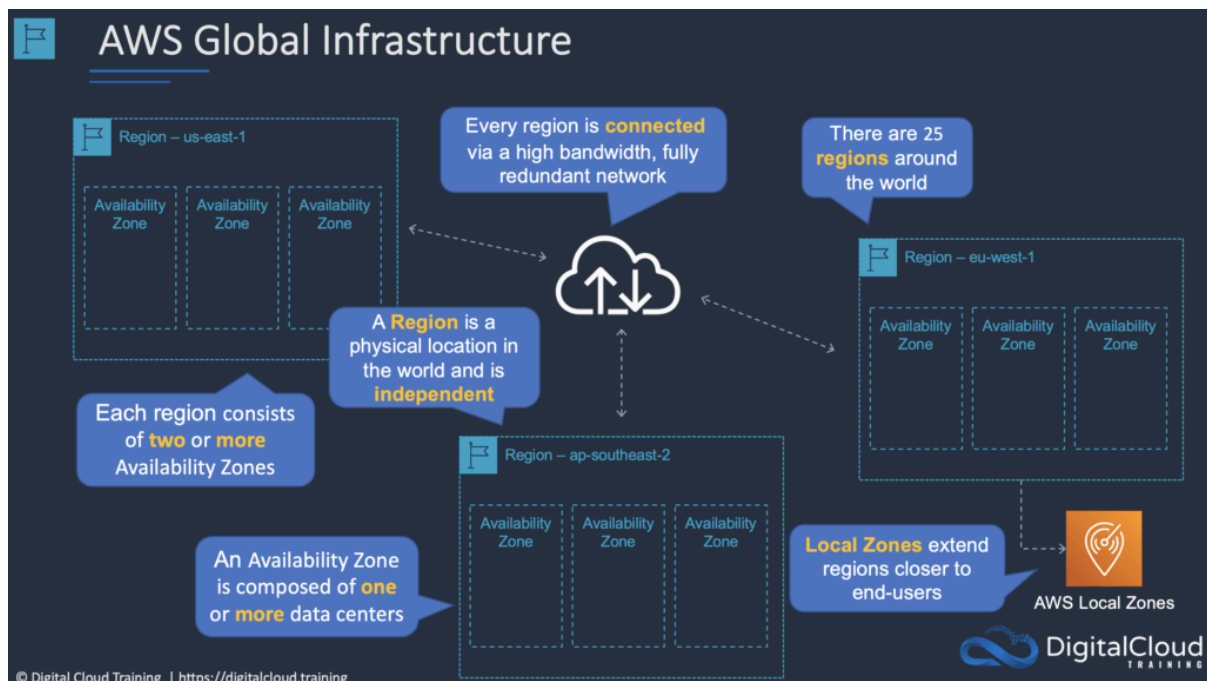 AWS Global Infrastructure
Region – us-east-1
Availability
Zone
Availability
Zone
Availability
Zone
Every region is connected
via a high bandwidth, fully
redundant network
There are 25
regions around
the world
Region – eu-west-1
Availability
Zone
Availability
Zone
Availability
Zone
A Region is a
physical location in
the world and is
independent
Each region consists
of two or more
Availability Zones
Region – ap-southeast-2
Availability
Zone
Availability
Zone
Availability
Zone
An Availability Zone
is composed of one
or more data centers
Local Zones extend
regions closer to
end-users
AWS Local Zones
DigitalCloud
TRAINING
© Digital Cloud Training | https://digitalcloud.training